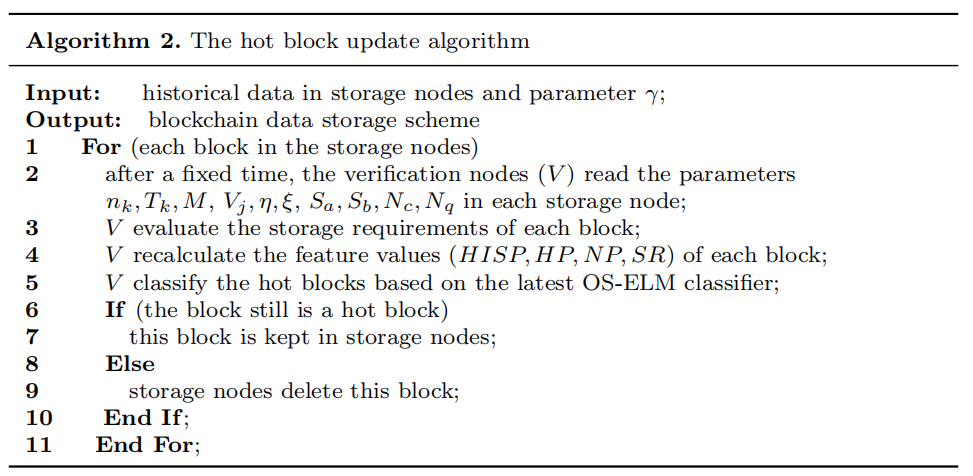 Algorithm 2. The hot block update algorithm
Input: historical data in storage nodes and parameter γ;
Output: blockchain data storage scheme
1 For (each block in the storage nodes)
2 after a fixed time, the verification nodes (V) read the parameters
n_k, T_k, M, V_j, η, ξ, S_a, S_b, N_c, N_q in each storage node;
3 V evaluate the storage requirements of each block;
4 V recalculate the feature values (HISP, HP, NP, SR) of each block;
5 V classify the hot blocks based on the latest OS-ELM classifier;
6 If (the block still is a hot block)
7 this block is kept in storage nodes;
8 Else
9 storage nodes delete this block;
10 End If;
11 End For;